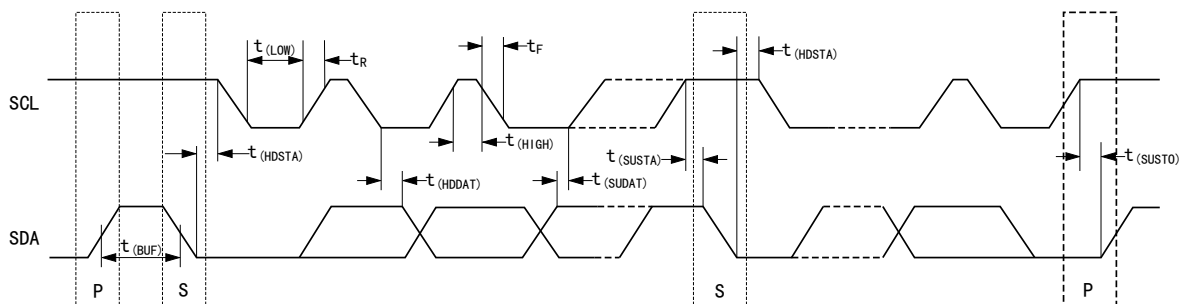 t(LOW)
tR
tF
t(HDSTA)
SCL
t(HDSTA)
t(HIGH)
t(SUSTA)
t(SUSTO)
t(HDDAT)
t(SUDAT)
SDA
t(BUF)
P
S
S
P